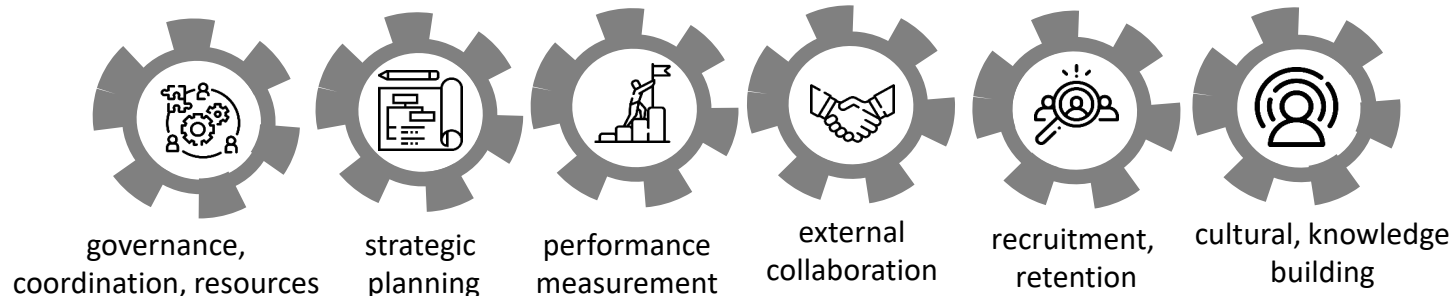 governance,
coordination, resources
strategic
planning
performance
measurement
external
collaboration
recruitment,
retention
cultural, knowledge
building